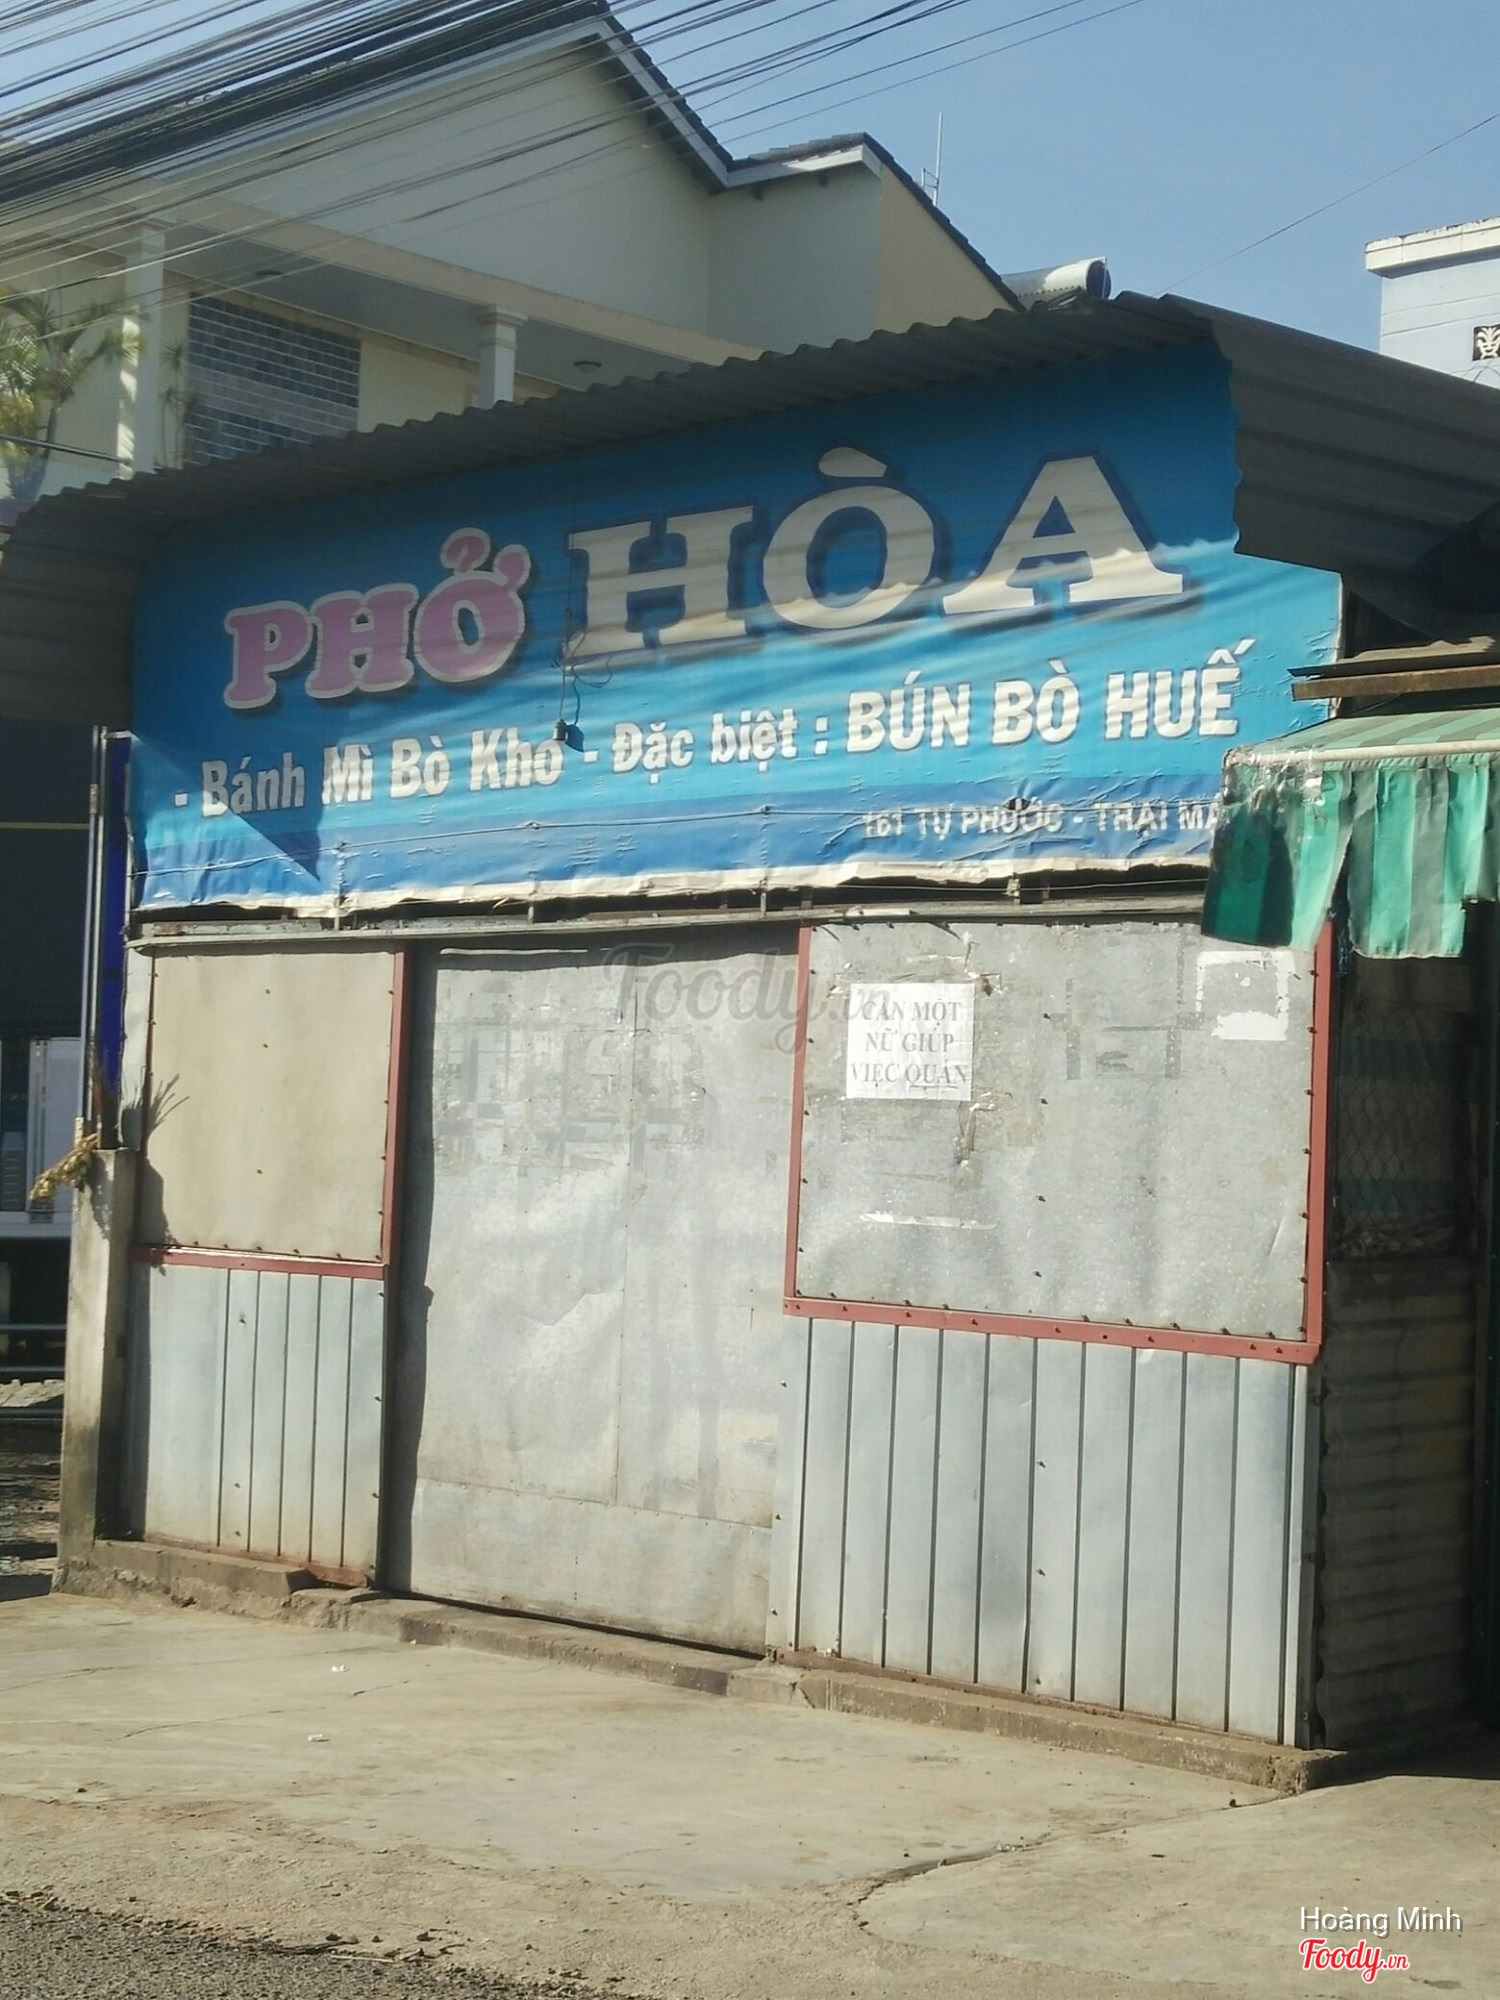 PHỞ HÒA
- Bánh Mì Bò Kho - Đặc biệt : BÚN BÒ HUẾ
161 TỰ PHƯỚC - TRẠI MÁ
Foody.vn
CẦN MỘT
NỮ GIÚP
VIỆC QUÁN
Hoàng Minh
Foody.vn